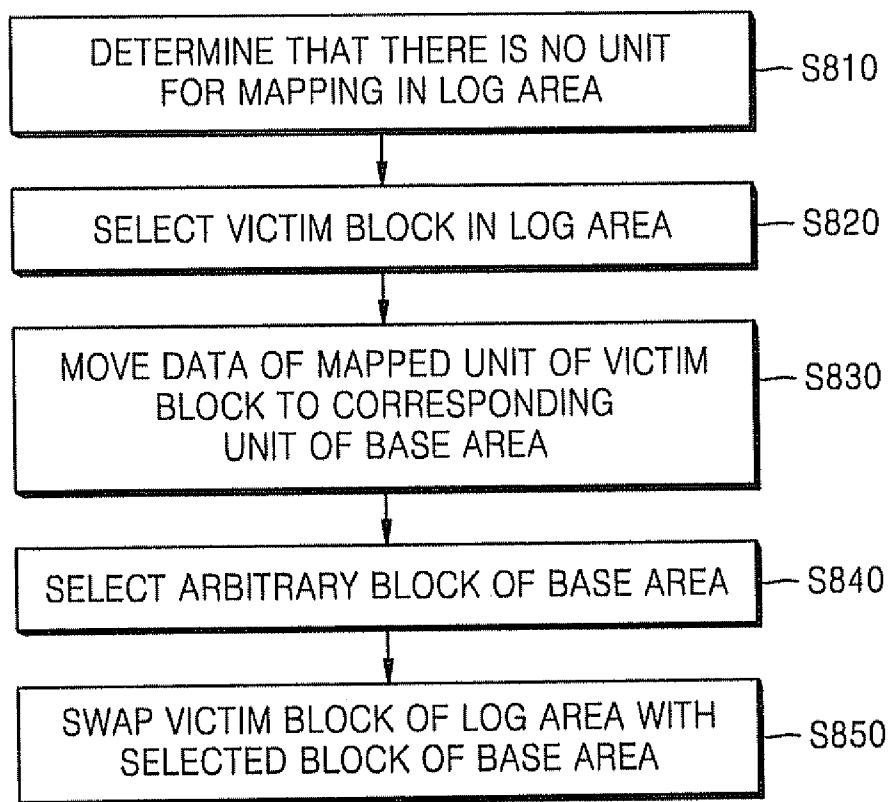 DETERMINE THAT THERE IS NO UNIT
FOR MAPPING IN LOG AREA
S810
SELECT VICTIM BLOCK IN LOG AREA
S820
MOVE DATA OF MAPPED UNIT OF VICTIM
BLOCK TO CORRESPONDING
UNIT OF BASE AREA
S830
SELECT ARBITRARY BLOCK OF BASE AREA
S840
SWAP VICTIM BLOCK OF LOG AREA WITH
SELECTED BLOCK OF BASE AREA
S850